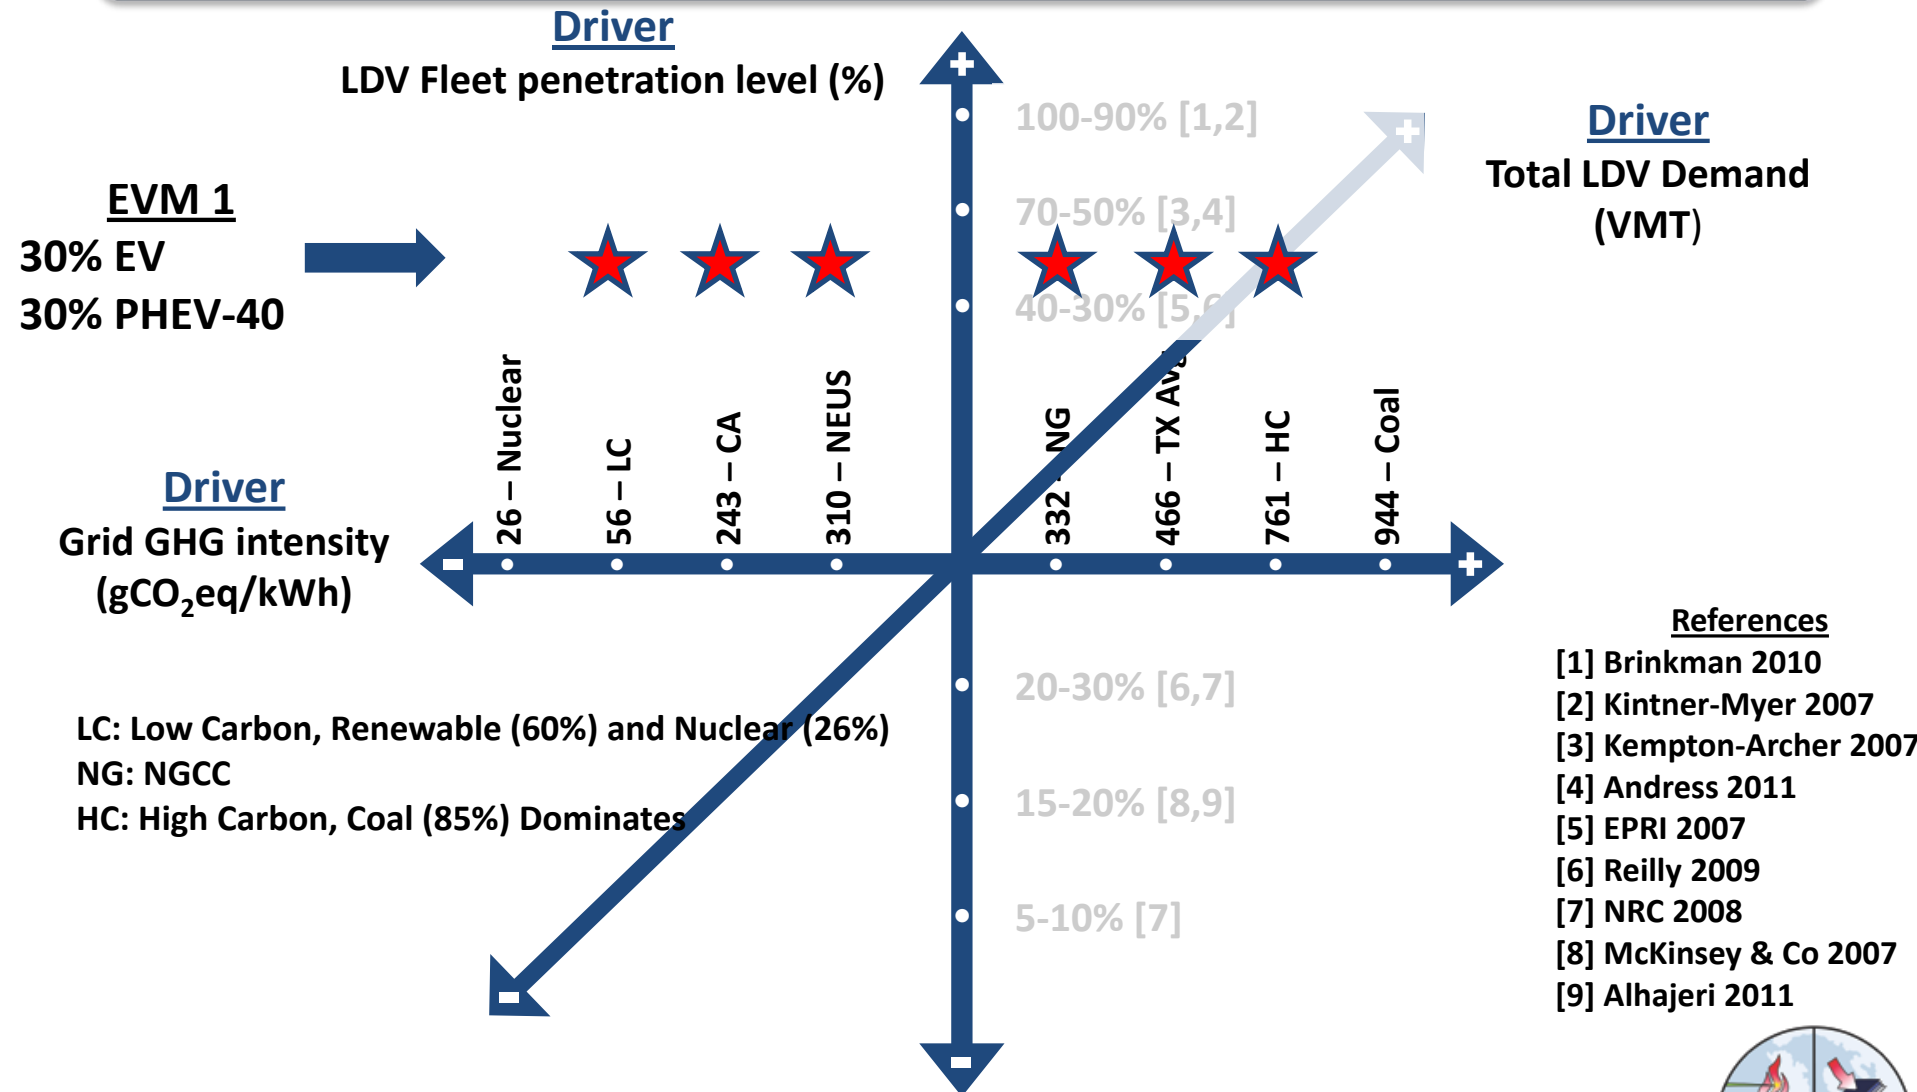 Driver
LDV Fleet penetration level (%)
+
100-90% [1,2]
+
Driver
Total LDV Demand
(VMT)
70-50% [3,4]
EVM 1
30% EV
30% PHEV-40
40-30% [5,6]
26 – Nuclear
56 – LC
243 – CA
310 – NEUS
332 – NG
466 – TX Avg
761 – HC
944 – Coal
Driver
Grid GHG intensity
(gCO₂eq/kWh)
-
+
20-30% [6,7]
LC: Low Carbon, Renewable (60%) and Nuclear (26%)
NG: NGCC
HC: High Carbon, Coal (85%) Dominates
15-20% [8,9]
5-10% [7]
-
-
References
[1] Brinkman 2010
[2] Kintner-Myer 2007
[3] Kempton-Archer 2007
[4] Andress 2011
[5] EPRI 2007
[6] Reilly 2009
[7] NRC 2008
[8] McKinsey & Co 2007
[9] Alhajeri 2011